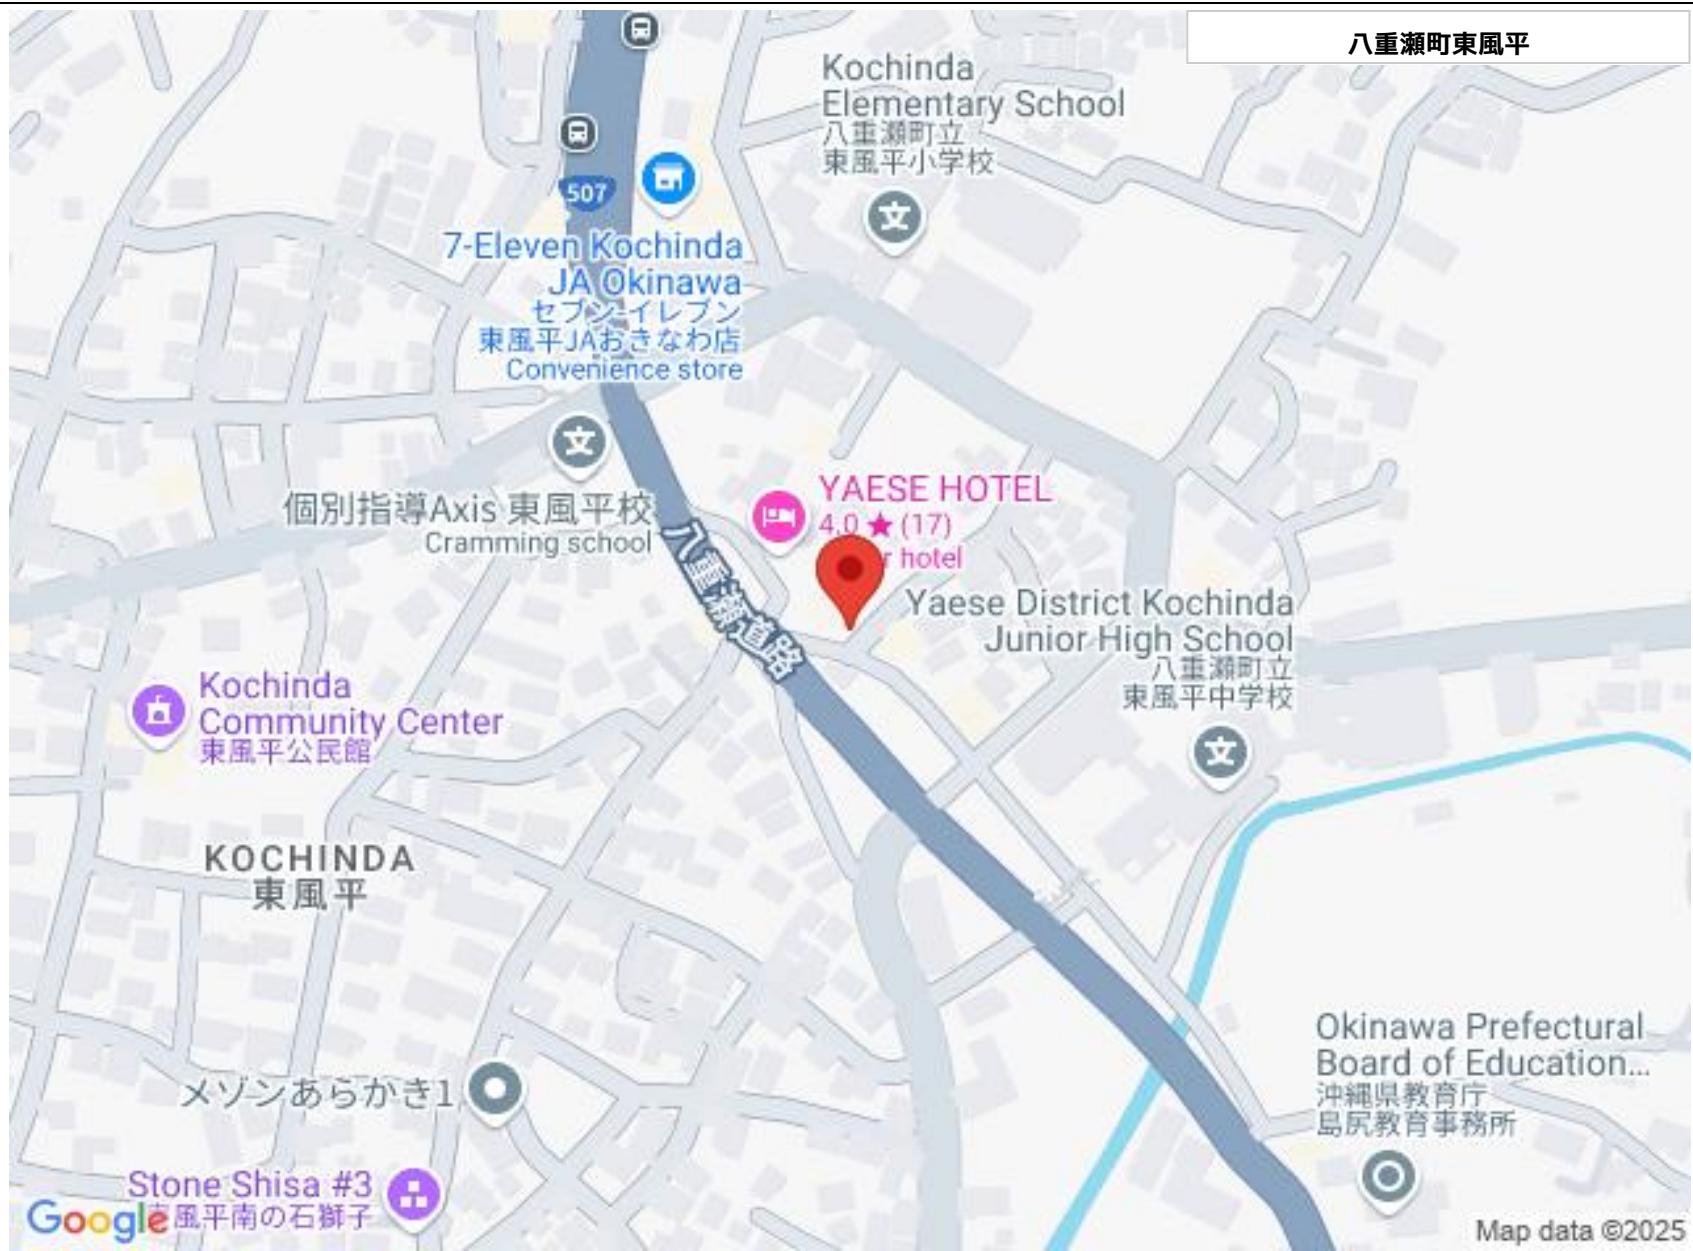 八重瀬町東風平
Kochinda
Elementary School
八重瀬町立
東風平小学校
507
7-Eleven Kochinda
JA Okinawa
セブン-イレブン
東風平JAおきなわ店
Convenience store
文
文
個別指導Axis 東風平校
Cramming school
YAESE HOTEL
4.0 ★ (17)
r hotel
八重瀬道路
Yaese District Kochinda
Junior High School
八重瀬町立
東風平中学校
文
Kochinda
Community Center
東風平公民館
KOCHINDA
東風平
メゾンあらかき1
Okinawa Prefectural
Board of Education...
沖縄県教育庁
島尻教育事務所
Stone Shisa #3
東風平南の石獅子
Google
Map data ©2025